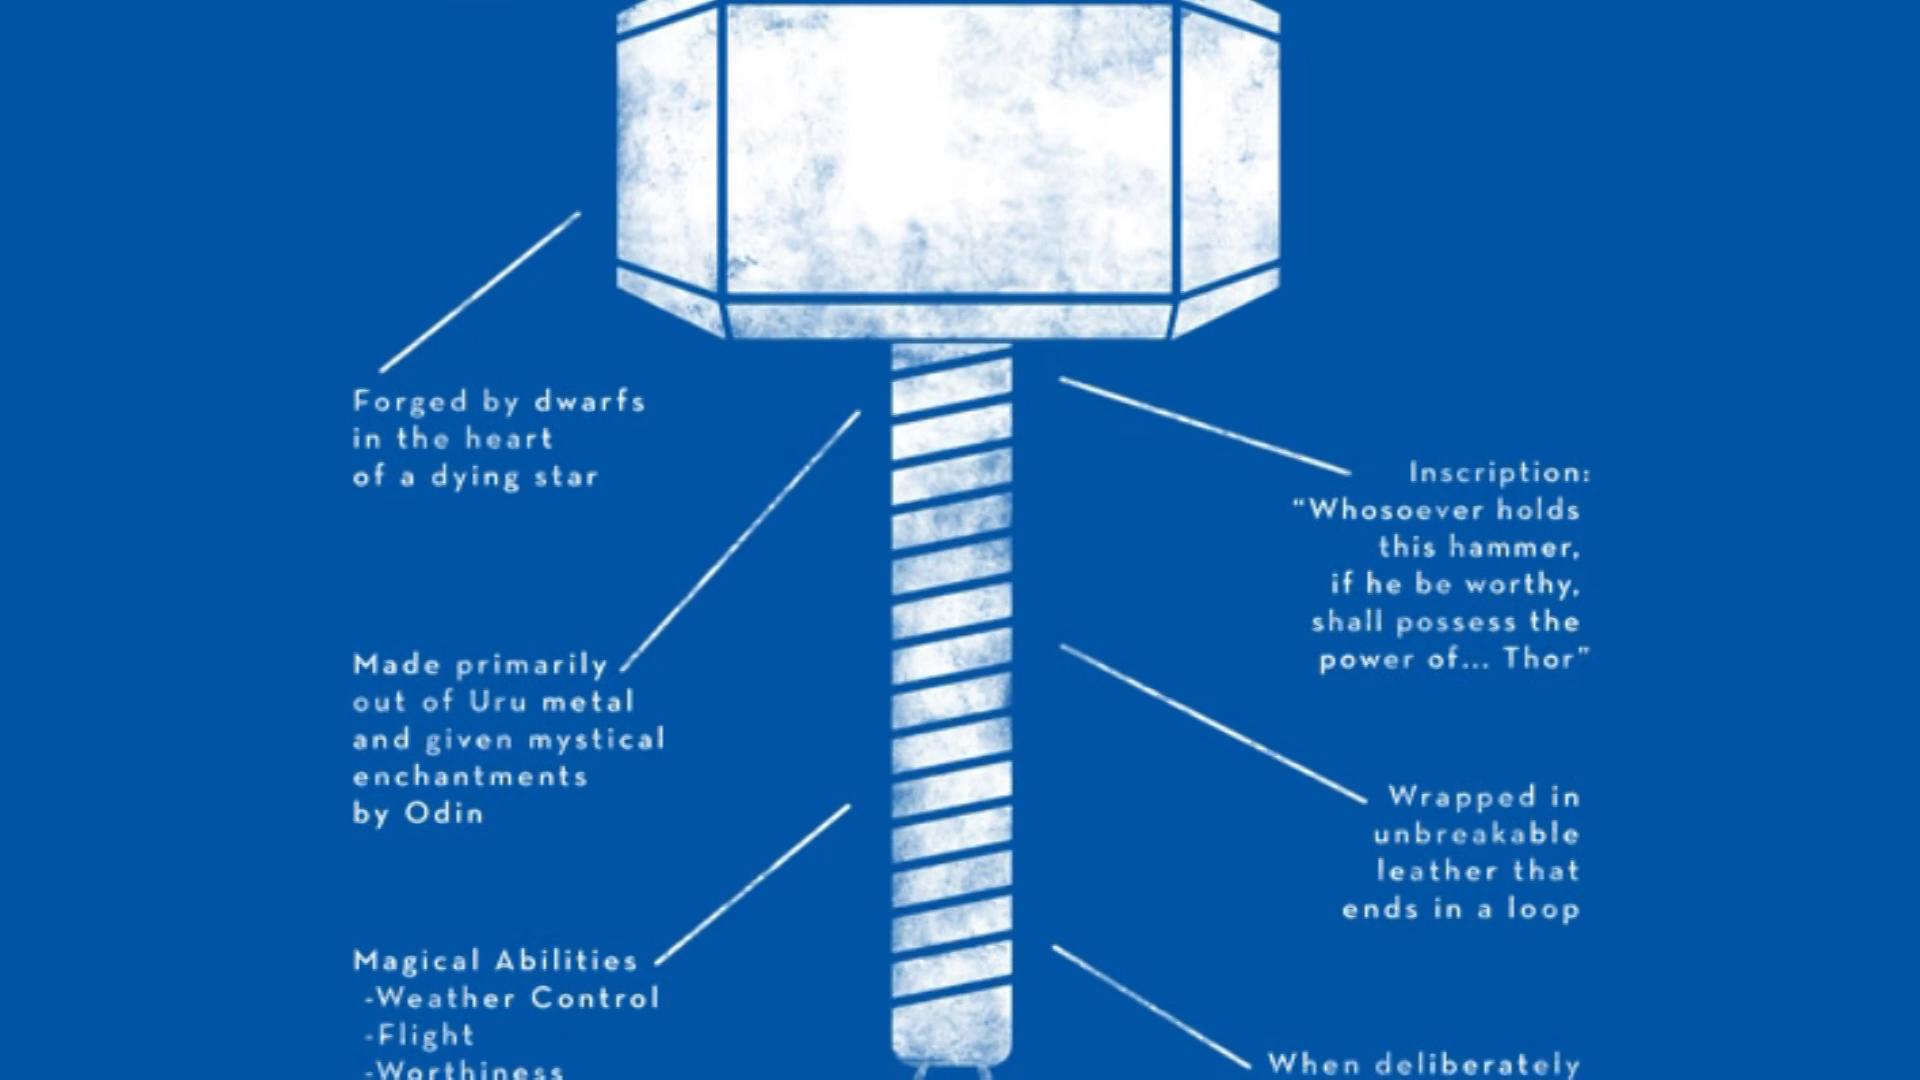 Forged by dwarfs
in the heart
of a dying star
Made primarily
out of Uru metal
and given mystical
enchantments
by Odin
Magical Abilities
-Weather Control
-Flight
-Worthiness
Inscription:
“Whosoever holds
this hammer,
if he be worthy,
shall possess the
power of... Thor”
Wrapped in
unbreakable
leather that
ends in a loop
When deliberately